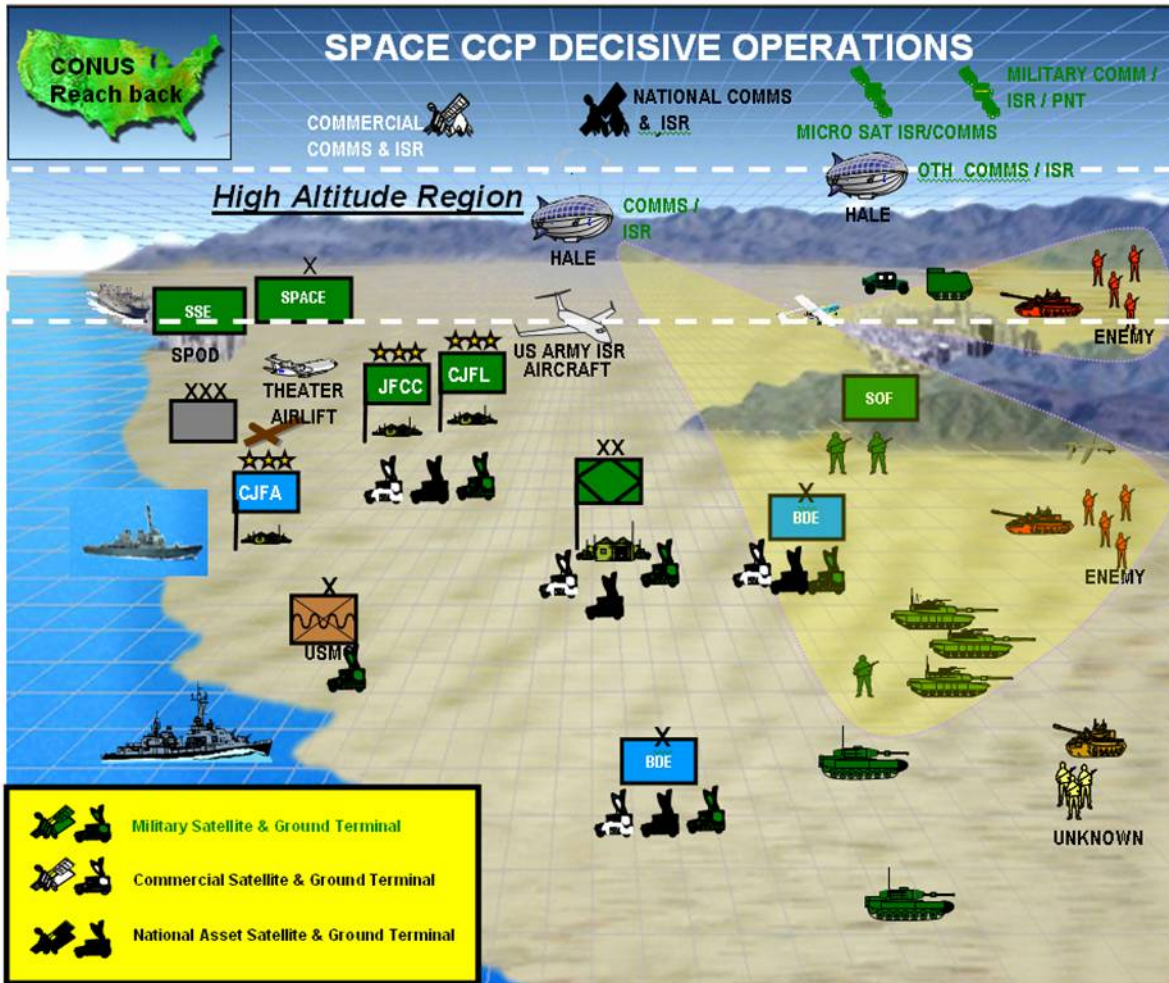 SPACE CCP DECISIVE OPERATIONS
CONUS
Reach back
COMMERCIAL
COMMS & ISR
NATIONAL COMMS
& ISR
MICRO SAT ISR/COMMS
MILITARY COMM /
ISR / PNT
High Altitude Region
COMMS /
ISR
HALE
OTH COMMS / ISR
HALE
X
SPACE
SSE
SPOD
THEATER
AIRLIFT
XXX
JFCC
CJFL
US ARMY ISR
AIRCRAFT
ENEMY
SOF
CJFA
XX
X
BDE
ENEMY
X
USMC
X
BDE
UNKNOWN
Military Satellite & Ground Terminal
Commercial Satellite & Ground Terminal
National Asset Satellite & Ground Terminal